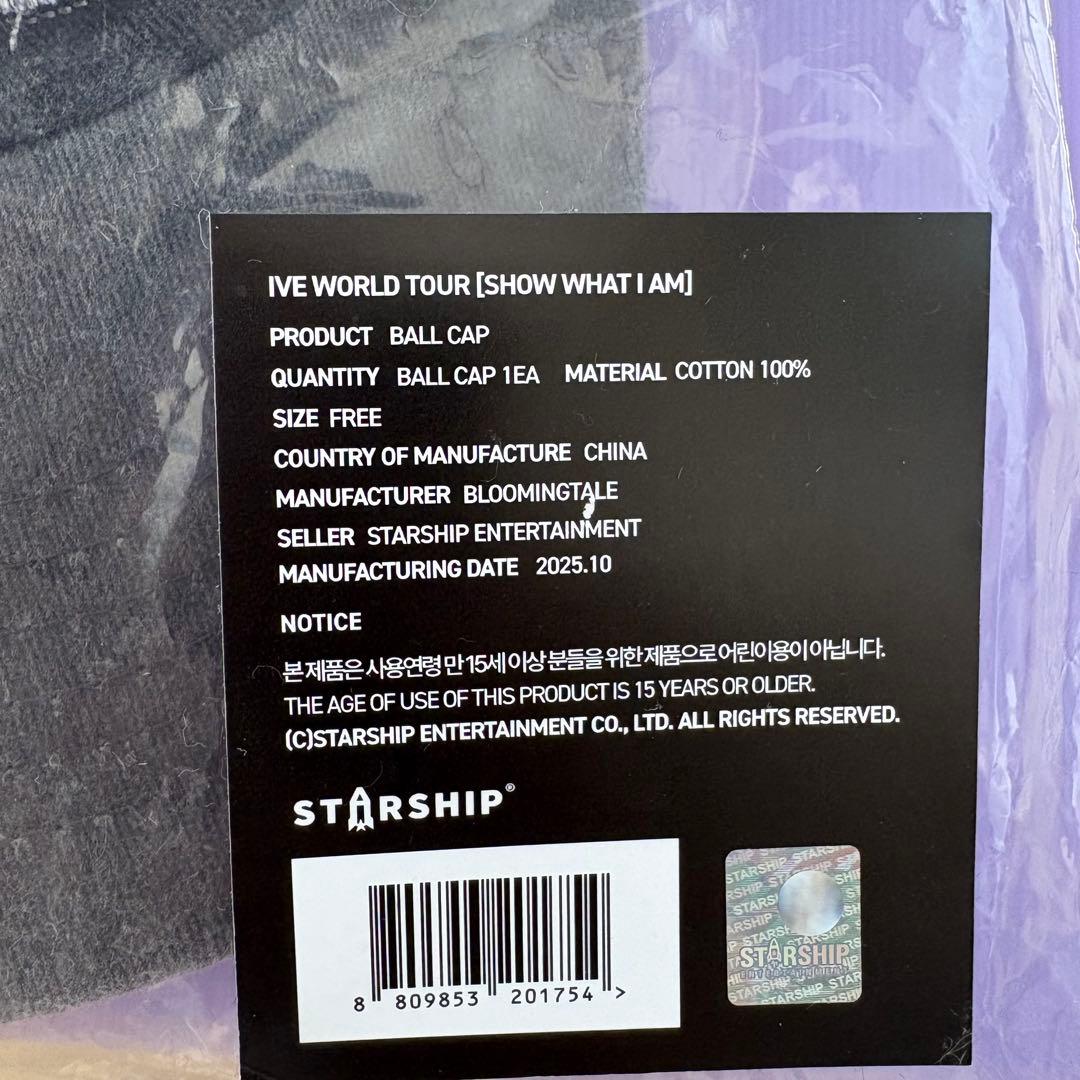 IVE WORLD TOUR [SHOW WHAT I AM]
PRODUCT BALL CAP
QUANTITY BALL CAP 1EA MATERIAL COTTON 100%
SIZE FREE
COUNTRY OF MANUFACTURE CHINA
MANUFACTURER BLOOMINGTALE
SELLER STARSHIP ENTERTAINMENT
MANUFACTURING DATE 2025.10
NOTICE
본 제품은 사용연령 만 15세 이상 분들을 위한 제품으로 어린이용이 아닙니다.
THE AGE OF USE OF THIS PRODUCT IS 15 YEARS OR OLDER.
(C)STARSHIP ENTERTAINMENT CO., LTD. ALL RIGHTS RESERVED.
STARSHIP®
8 809853 201754 >
STARSHIP
ENTERTAINMENT